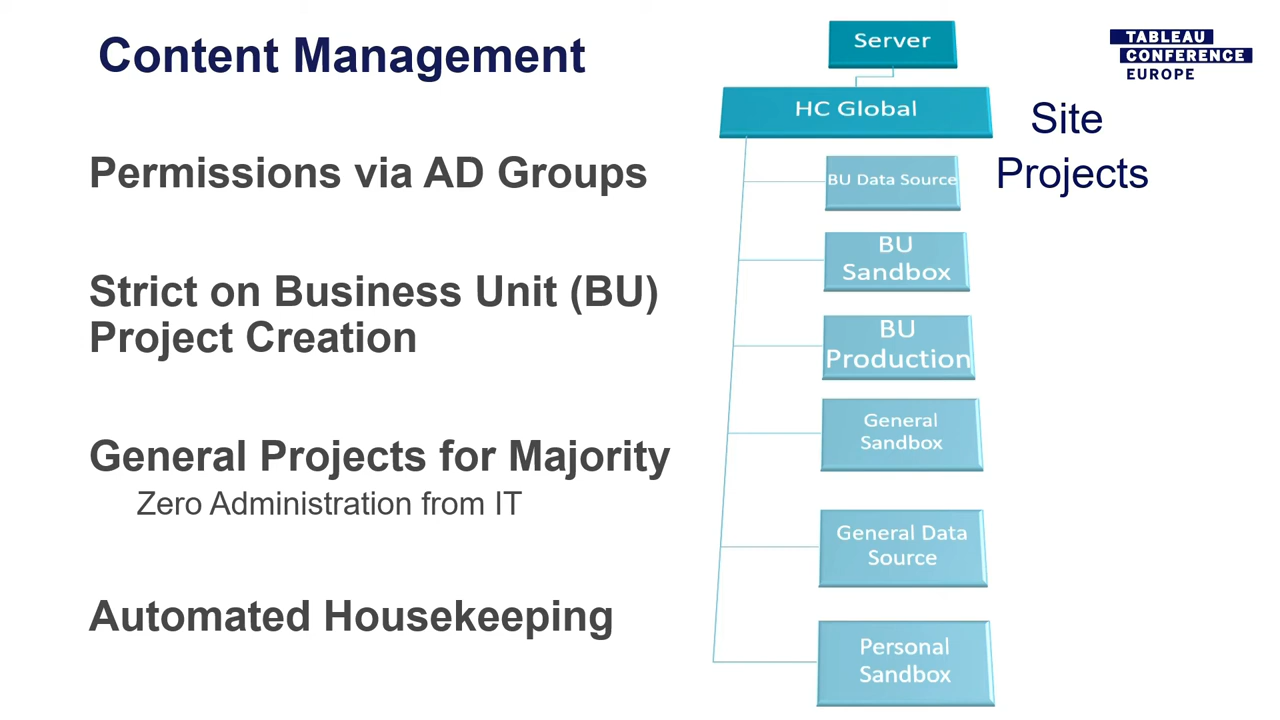 Content Management
Permissions via AD Groups
Strict on Business Unit (BU)
Project Creation
General Projects for Majority
Zero Administration from IT
Automated Housekeeping
Server
HC Global
BU Data Source
BU
Sandbox
BU
Production
General
Sandbox
General Data
Source
Personal
Sandbox
Site
Projects
TABLEAU
CONFERENCE
EUROPE